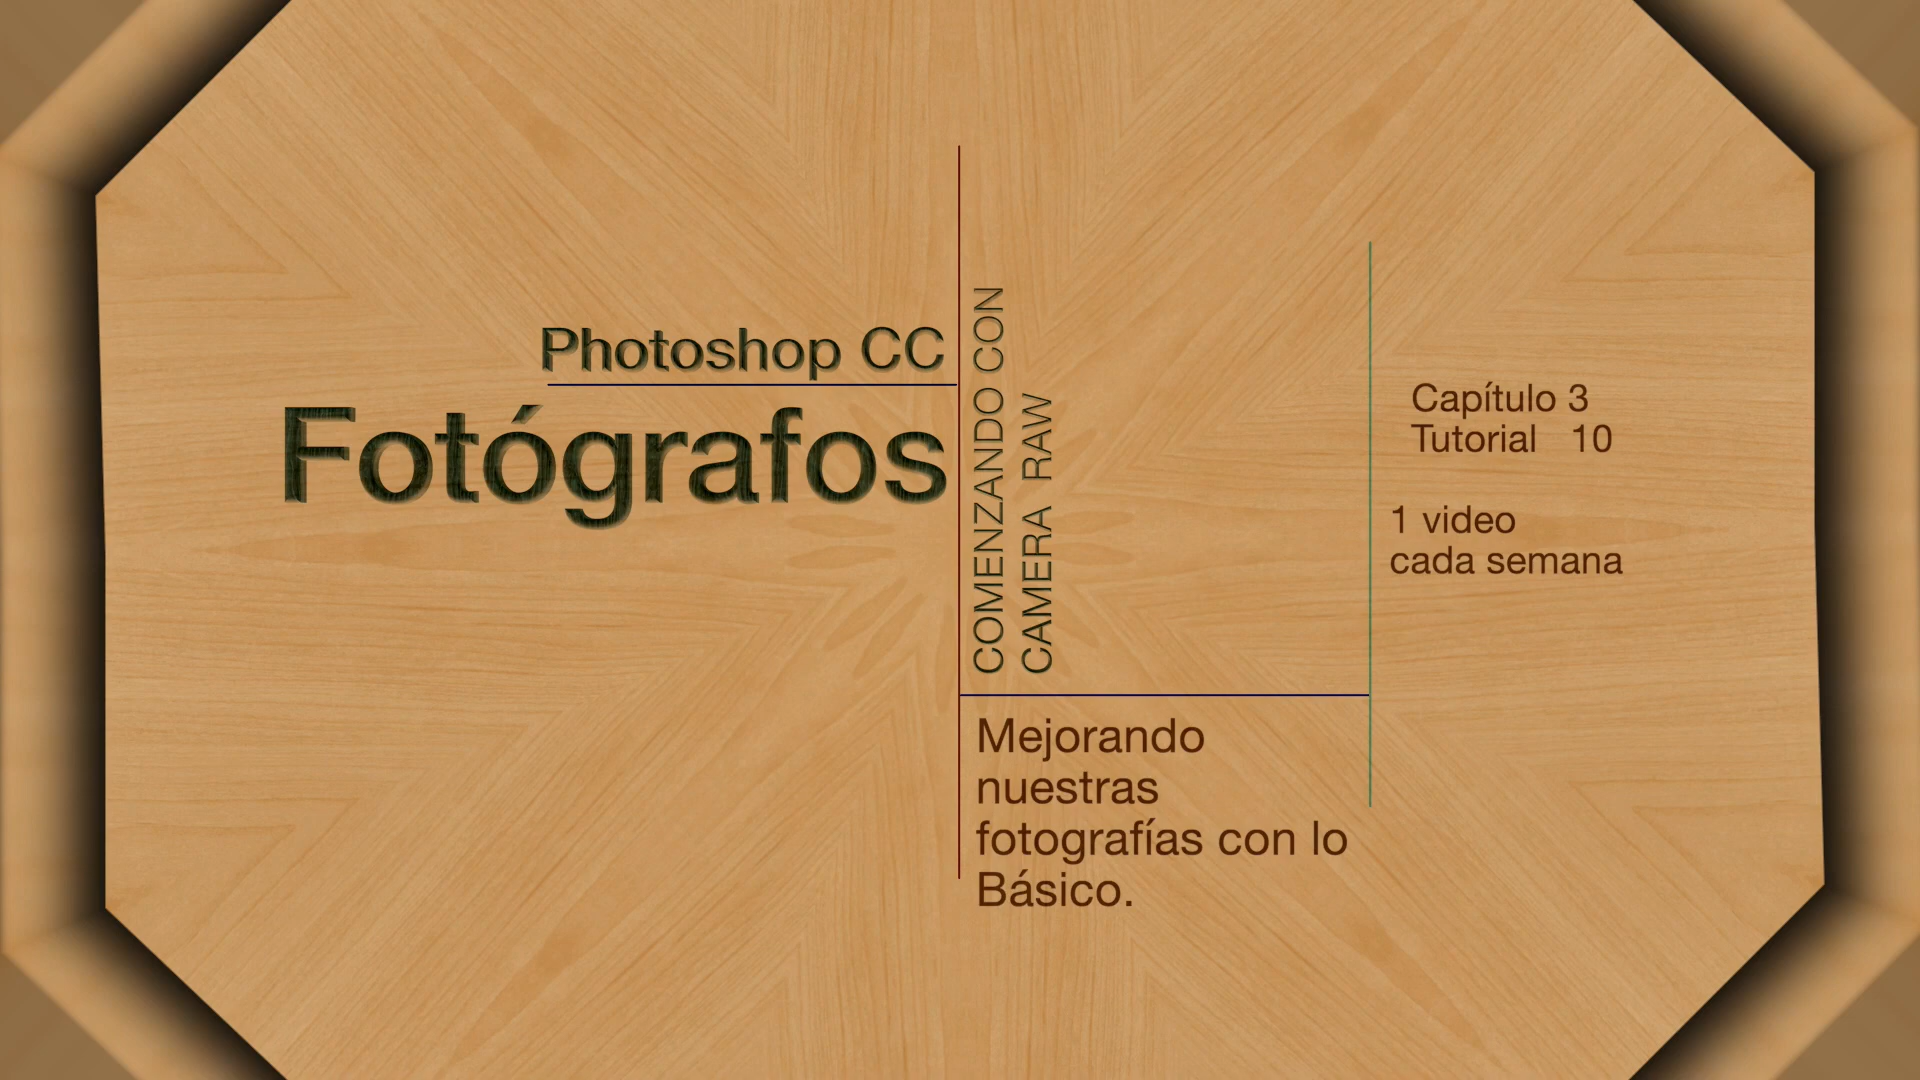 Photoshop CC
Fotógrafos
COMENZANDO CON
CAMERA RAW
Capítulo 3
Tutorial 10
1 video
cada semana
Mejorando
nuestras
fotografías con lo
Básico.